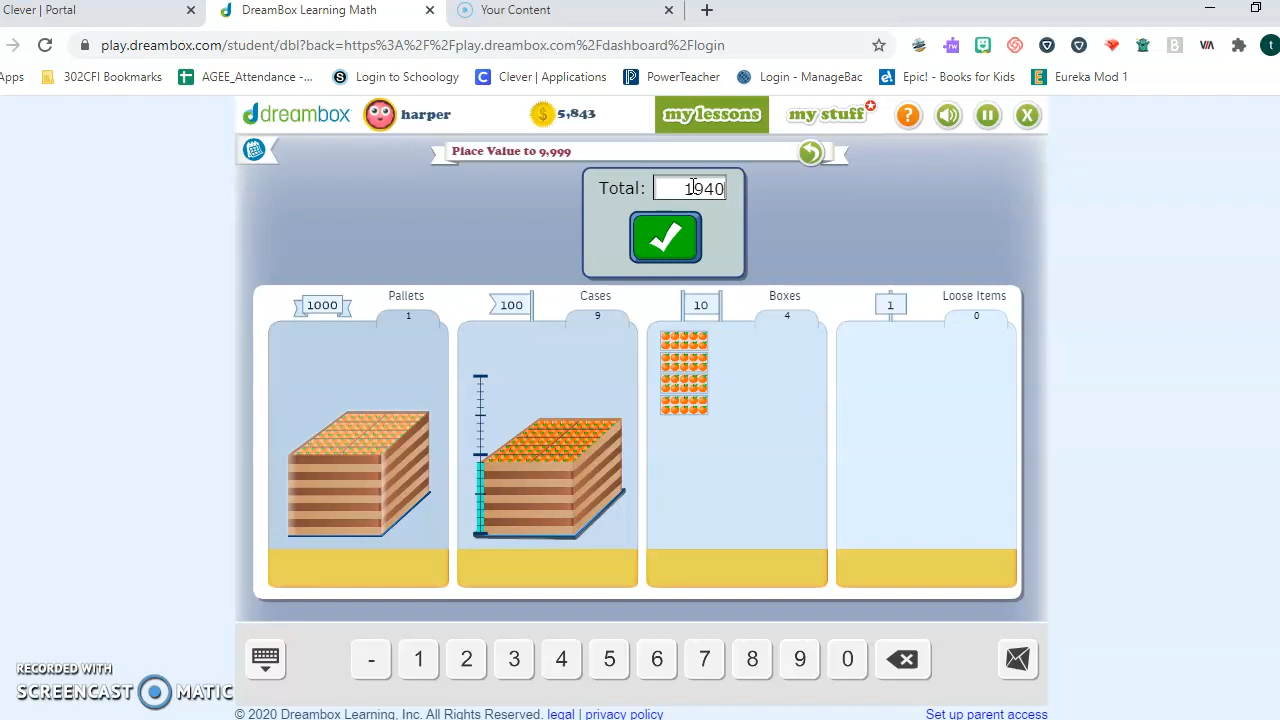 Clever | Portal
DreamBox Learning Math
Your Content
play.dreambox.com/student/dbl?back=https%3A%2F%2Fplay.dreambox.com%2Fdashboard%2Flogin
Apps
302CFI Bookmarks
AGEE_Attendance -...
Login to Schoology
Clever | Applications
PowerTeacher
Login - ManageBac
Epic! - Books for Kids
Eureka Mod 1
dreambox
harper
5,843
my lessons
my stuff
?
X
Place Value to 9,999
Total: 1940
1000
Pallets
1
100
Cases
9
10
Boxes
4
1
Loose Items
0
- 1 2 3 4 5 6 7 8 9 0
RECORDED WITH
SCREENCAST MATIC
© 2020 Dreambox Learning, Inc. All Rights Reserved. legal | privacy policy
Set up parent access